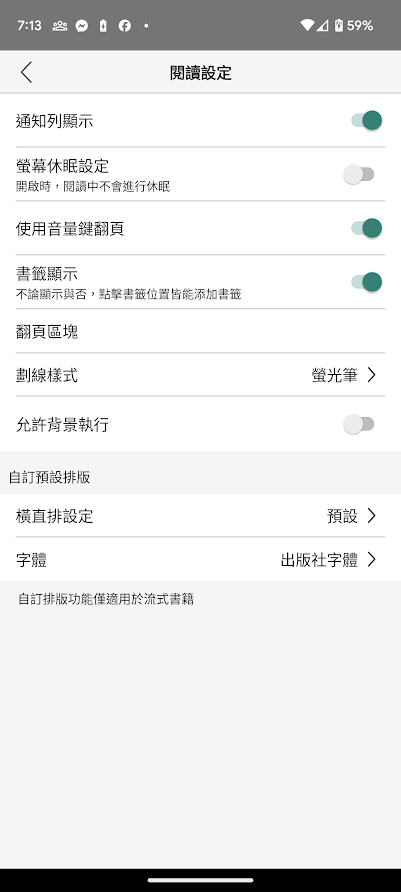 7:13
59%
閱讀設定
通知列顯示
螢幕休眠設定
開啟時，閱讀中不會進行休眠
使用音量鍵翻頁
書籤顯示
不論顯示與否，點擊書籤位置皆能添加書籤
翻頁區塊
劃線樣式
螢光筆
允許背景執行
自訂預設排版
橫直排設定
預設
字體
出版社字體
自訂排版功能僅適用於流式書籍